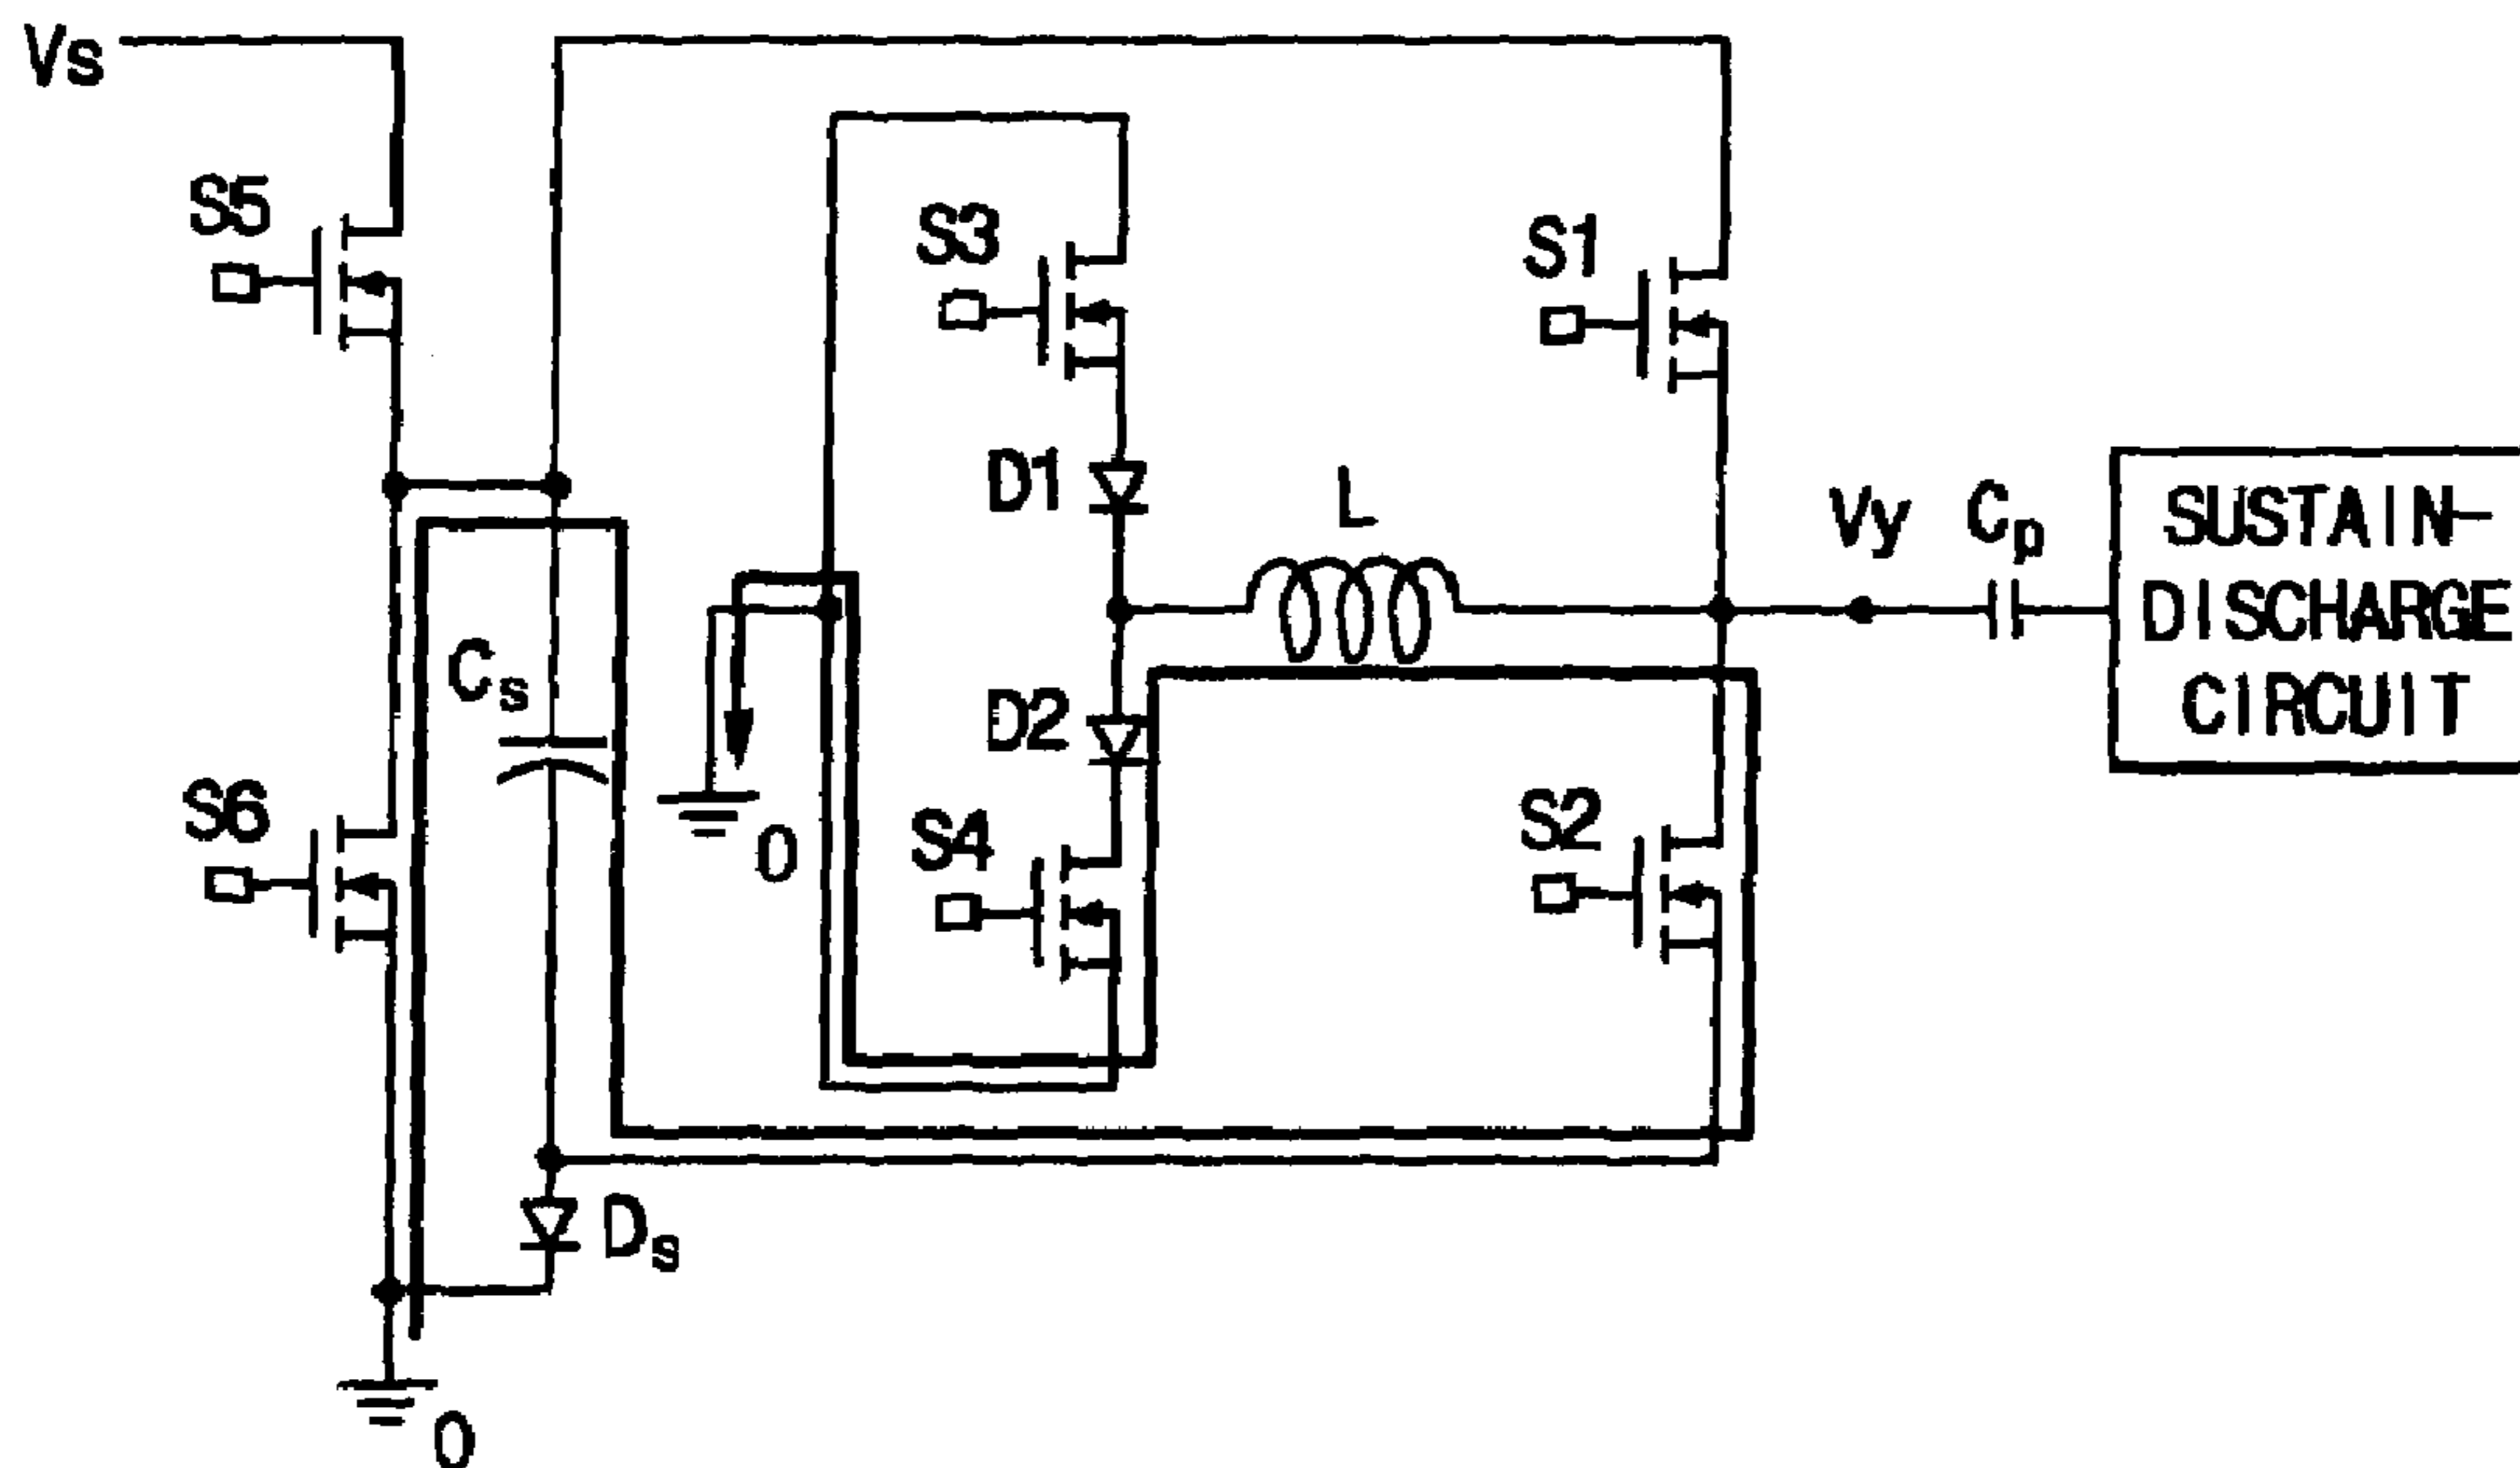 Vs
S5
S3
S1
D1
L
Vy
Cp
SUSTAIN-
DISCHARGE
CIRCUIT
Cs
D2
S6
0
S4
S2
Ds
0